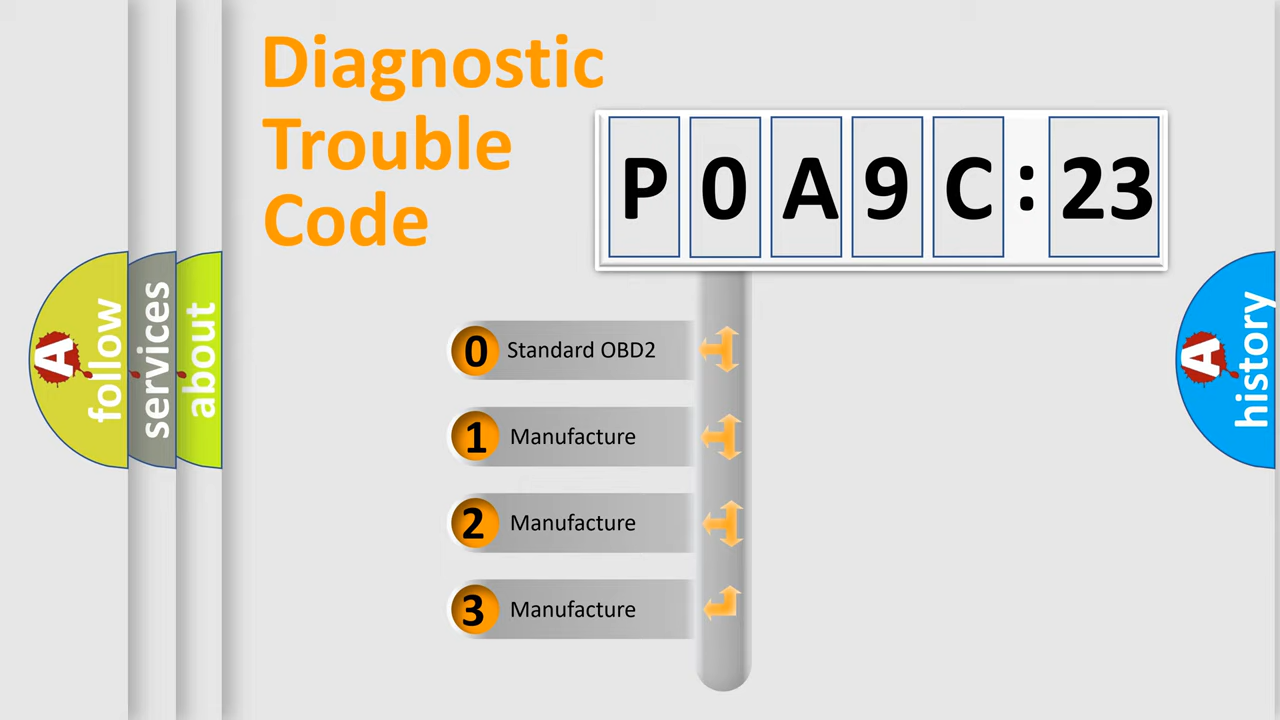 Diagnostic
Trouble
Code
P 0 A 9 C : 23
0 Standard OBD2
1 Manufacture
2 Manufacture
3 Manufacture
A follow
services
about
A history